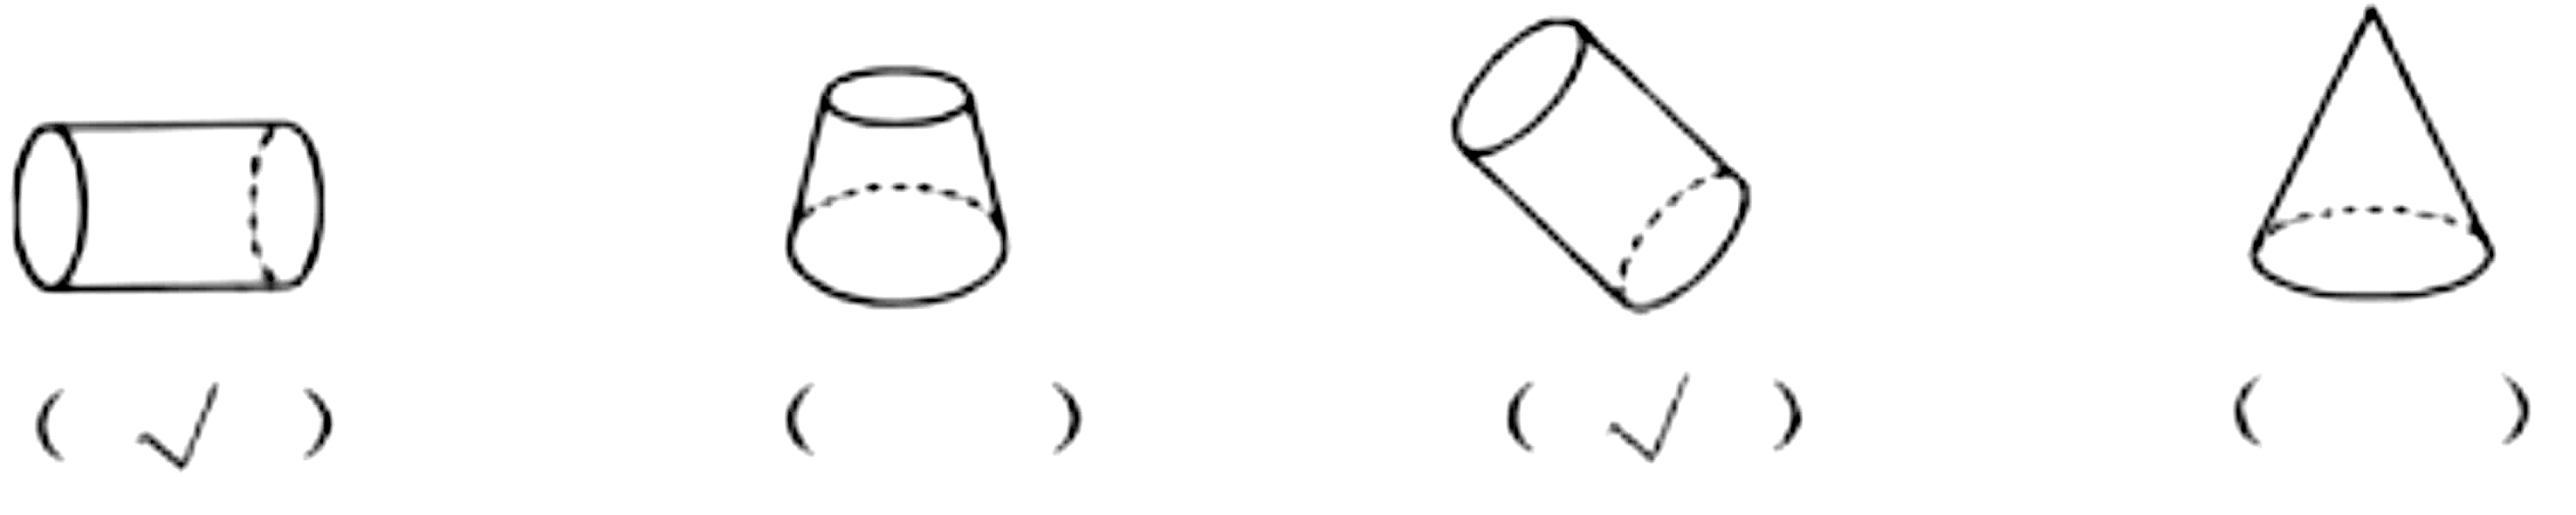 ( √ ) ( ) ( √ ) ( )